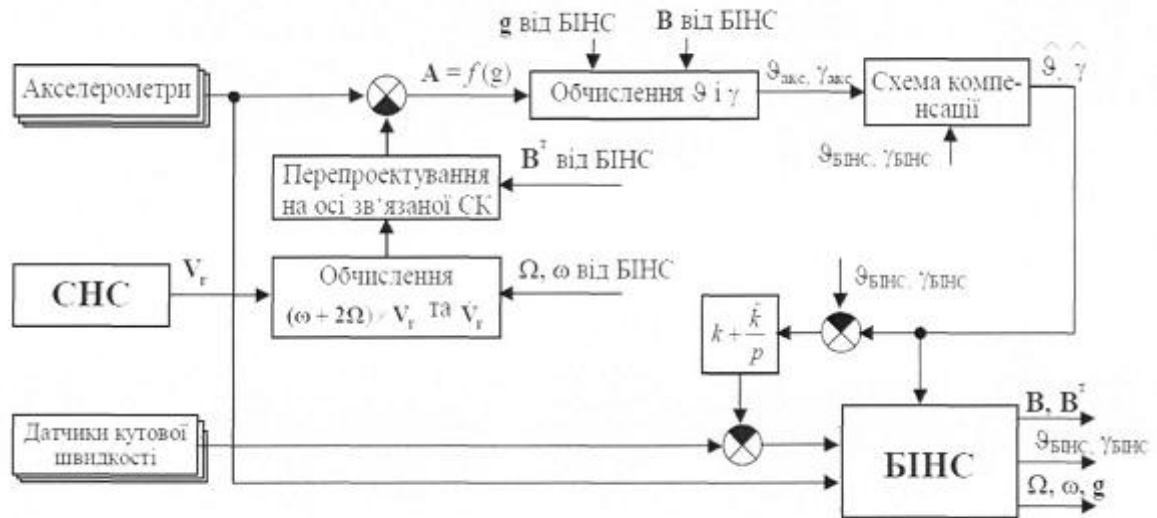 g від БІНС
B від БІНС
Акселерометри
A = f(g)
Обчислення ϑ і γ
ϑакс, γакс
Схема компе-
нсації
ϑ, γ
ϑБІНС, γБІНС
Bᵀ від БІНС
Перепроектування
на осі зв'язаної СК
СНС
Vr
Обчислення
(ω + 2Ω) × Vr та V̇r
Ω, ω від БІНС
ϑБІНС, γБІНС
Датчики кутової
швидкості
БІНС
B, Bᵀ
ϑБІНС, γБІНС
Ω, ω, g